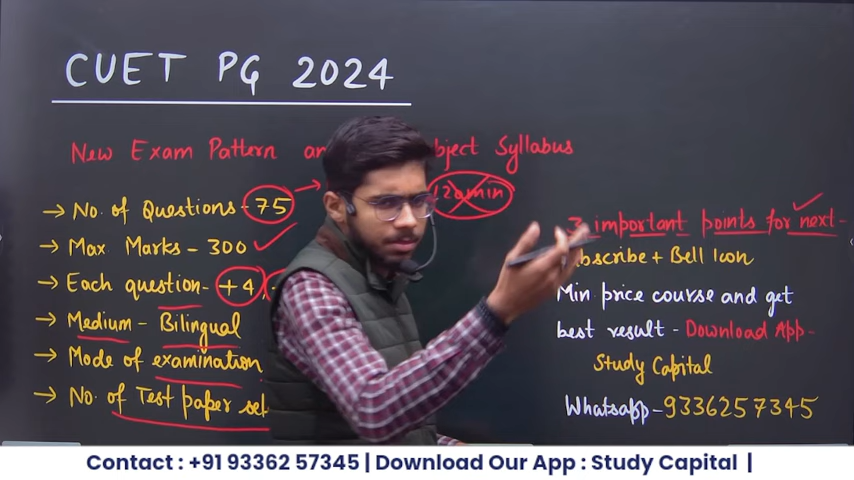 CUET PG 2024
New Exam Pattern an bject Syllabus
→ No. of Questions - 75 → 120min
→ Max Marks - 300 ✓
→ Each question - +4
→ Medium - Bilingual
→ Mode of examination
→ No. of Test paper set
3 important points for next -
bscribe + Bell Icon
Min price course and get
best result - Download App -
Study Capital
Whatsapp - 9336257345
Contact : +91 93362 57345 | Download Our App : Study Capital |